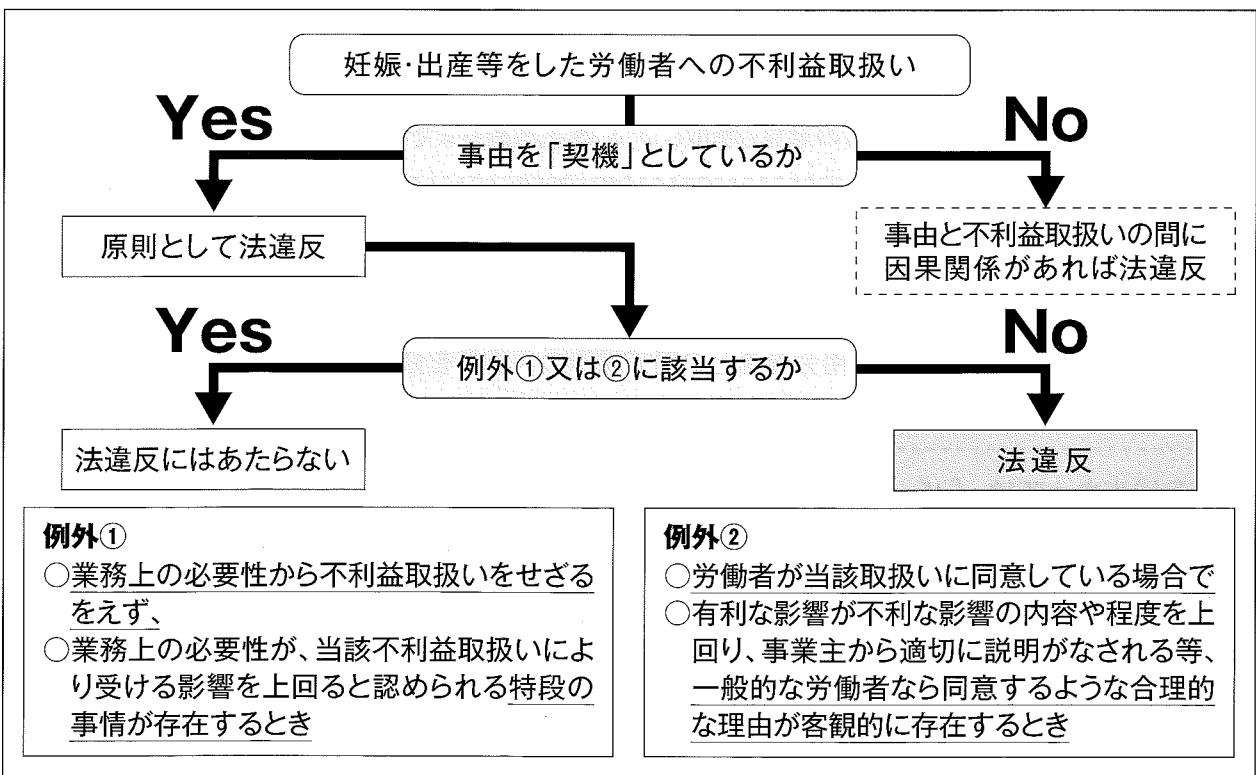 妊娠・出産等をした労働者への不利益取扱い
Yes
No
事由を「契機」としているか
原則として法違反
事由と不利益取扱いの間に
因果関係があれば法違反
Yes
No
例外①又は②に該当するか
法違反にはあたらない
法違反
例外①
○業務上の必要性から不利益取扱いをせざる
をえず、
○業務上の必要性が、当該不利益取扱いによ
り受ける影響を上回ると認められる特段の
事情が存在するとき
例外②
○労働者が当該取扱いに同意している場合で
○有利な影響が不利な影響の内容や程度を上
回り、事業主から適切に説明がなされる等、
一般的な労働者なら同意するような合理的
な理由が客観的に存在するとき